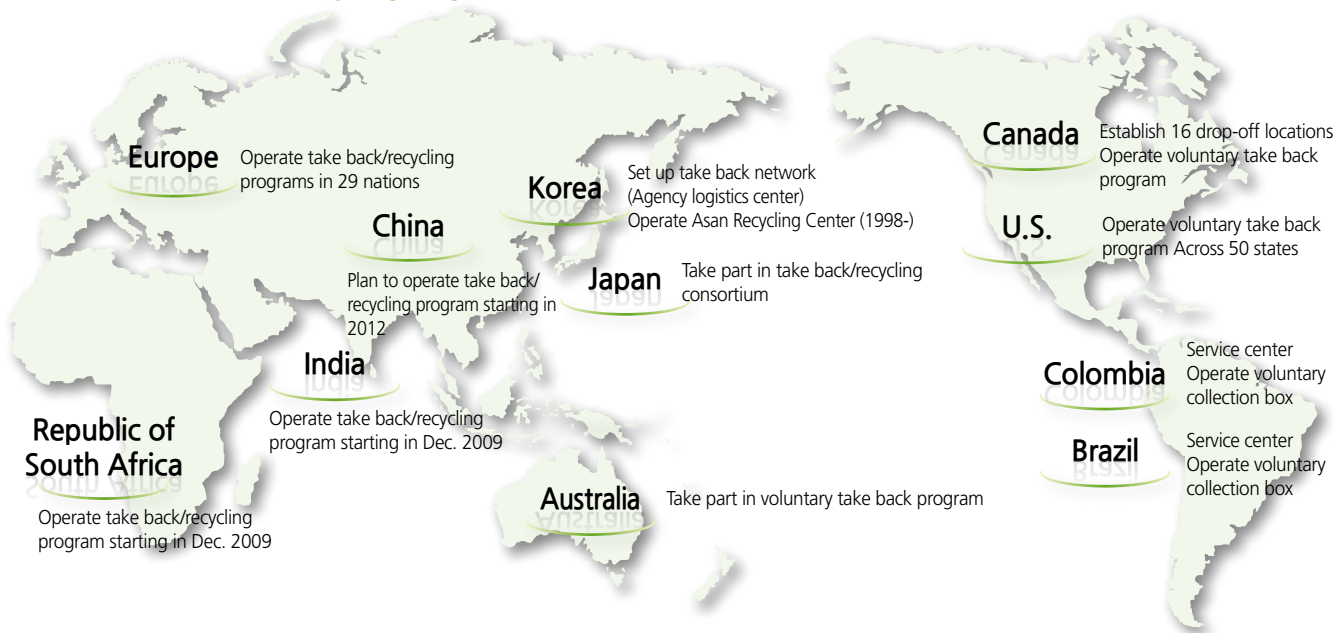 Europe
Operate take back/recycling
programs in 29 nations
China
Plan to operate take back/
recycling program starting in
2012
Korea
Set up take back network
(Agency logistics center)
Operate Asan Recycling Center (1998-)
Japan
Take part in take back/recycling
consortium
India
Operate take back/recycling
program starting in Dec. 2009
Republic of
South Africa
Operate take back/recycling
program starting in Dec. 2009
Australia
Take part in voluntary take back program
Canada
Establish 16 drop-off locations
Operate voluntary take back
program
U.S.
Operate voluntary take back
program Across 50 states
Colombia
Service center
Operate voluntary
collection box
Brazil
Service center
Operate voluntary
collection box